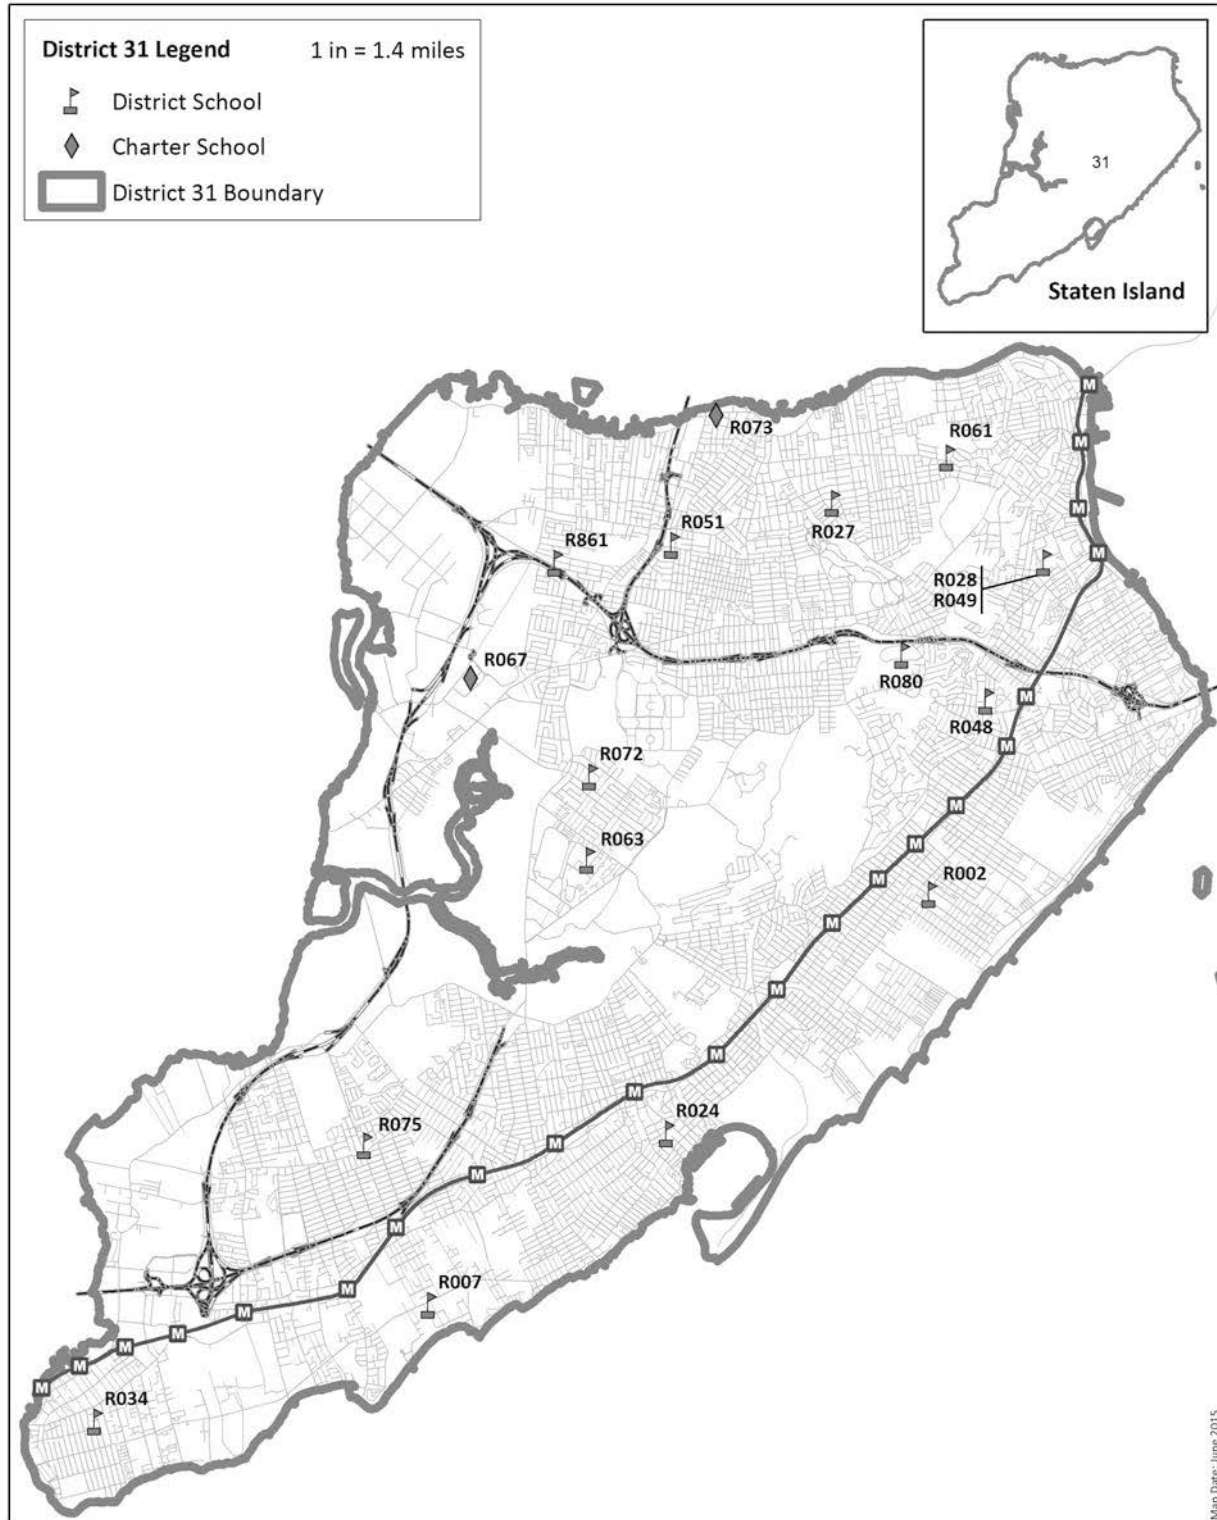 District 31 Legend 1 in = 1.4 miles
District School
Charter School
District 31 Boundary
31
Staten Island
M
R073
R061
M
R027
M
R051
R861
M
R028
R049
R067
R080
R048
M
M
R072
M
R063
M
M
R002
M
M
M
M
R024
R075
M
M
M
R007
M
M
M
M
M
M
R034
Map Date: June 2015